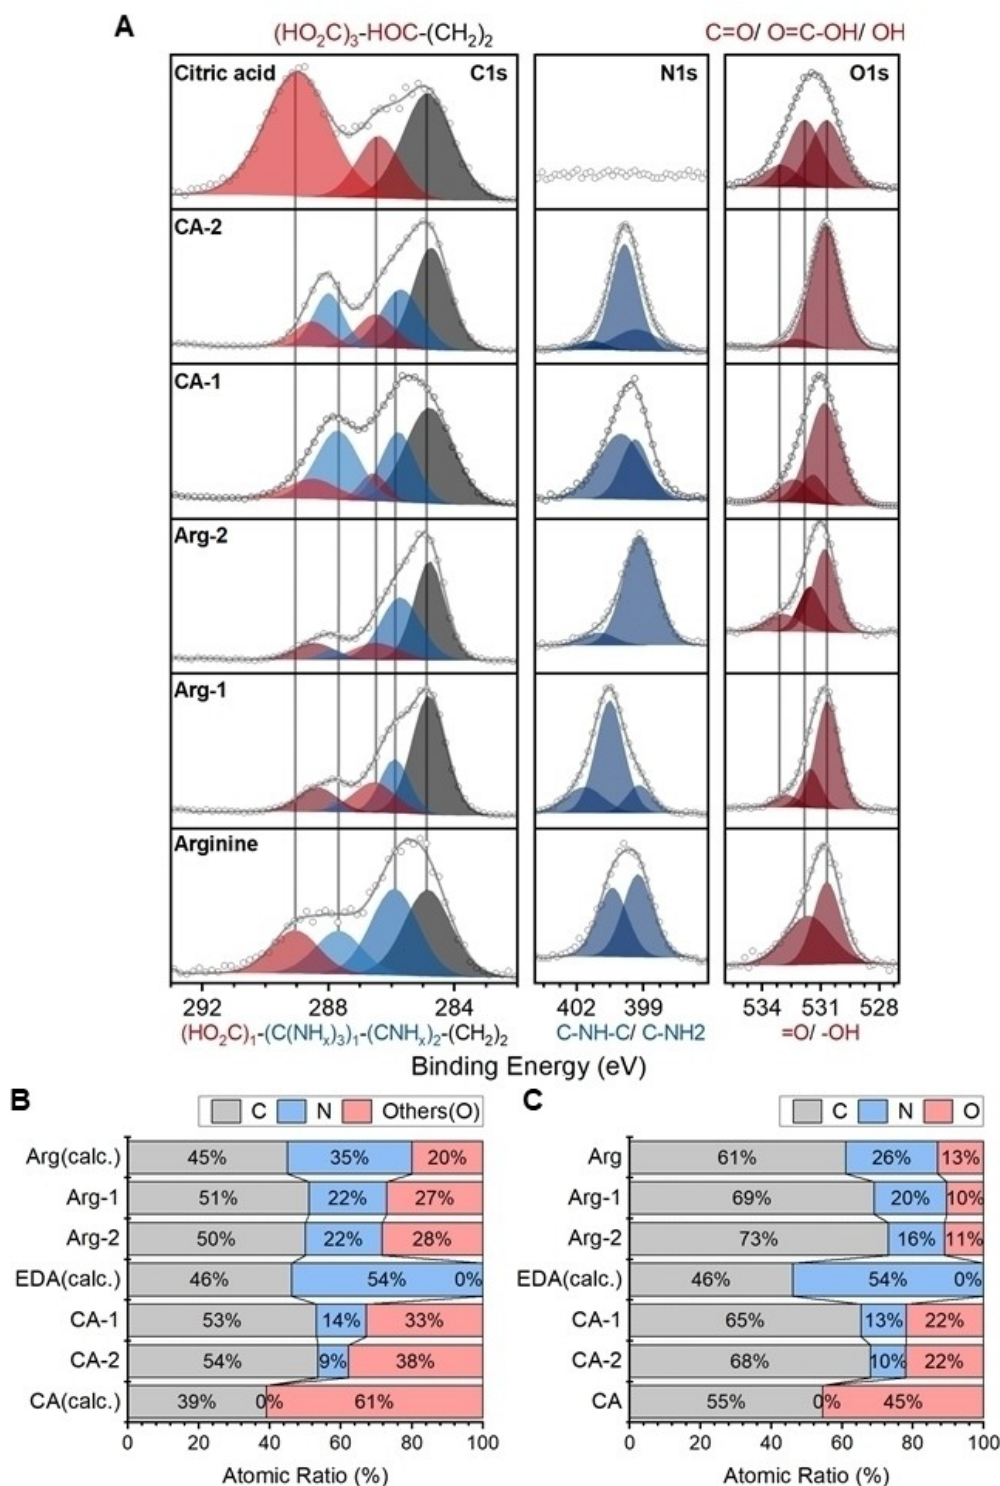 A
(HO2C)3-HOC-(CH2)2
C=O/ O=C-OH/ OH
Citric acid
C1s
N1s
O1s
CA-2
CA-1
Arg-2
Arg-1
Arginine
292 288 284
402 399
534 531 528
(HO2C)1-(C(NHx)3)1-(CNHx)2-(CH2)2
C-NH-C/ C-NH2
=O/ -OH
Binding Energy (eV)
B
C N Others(O)
Arg(calc.) 45% 35% 20%
Arg-1 51% 22% 27%
Arg-2 50% 22% 28%
EDA(calc.) 46% 54% 0%
CA-1 53% 14% 33%
CA-2 54% 9% 38%
CA(calc.) 39% 0% 61%
0 20 40 60 80 100
Atomic Ratio (%)
C
C N O
Arg 61% 26% 13%
Arg-1 69% 20% 10%
Arg-2 73% 16% 11%
EDA(calc.) 46% 54% 0%
CA-1 65% 13% 22%
CA-2 68% 10% 22%
CA 55% 0% 45%
0 20 40 60 80 100
Atomic Ratio (%)